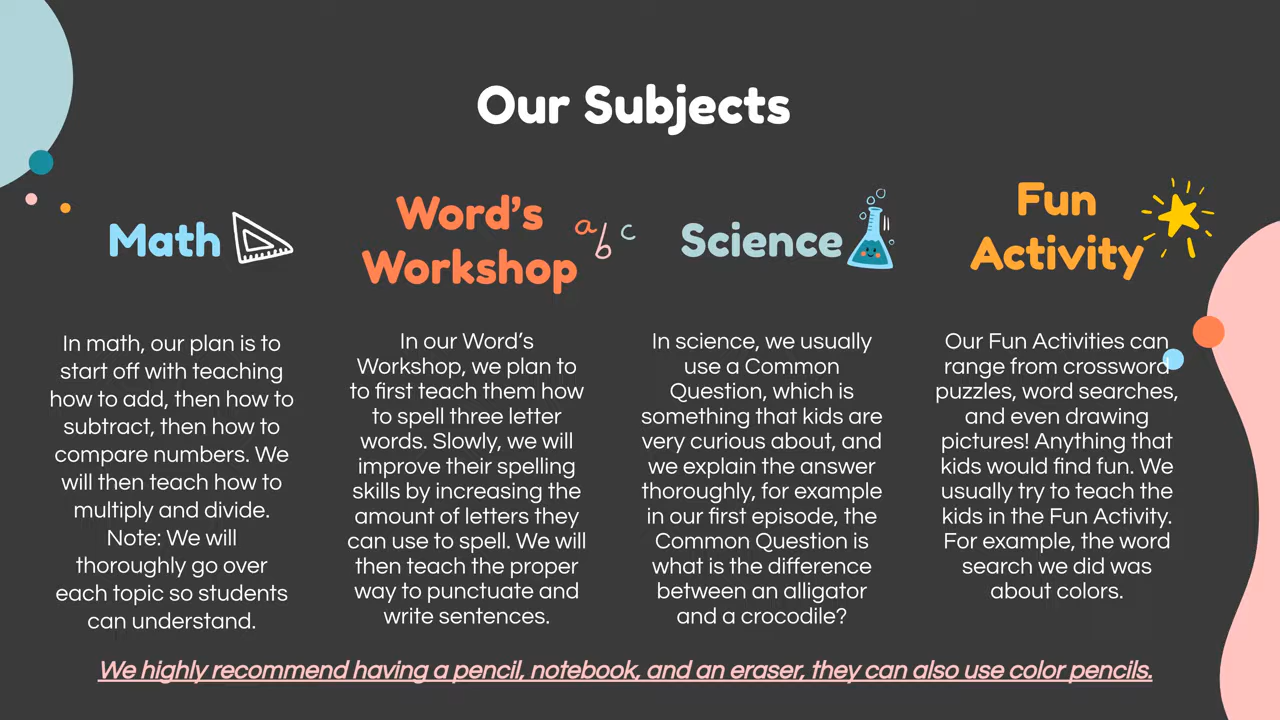 Our Subjects
Math
In math, our plan is to
start off with teaching
how to add, then how to
subtract, then how to
compare numbers. We
will then teach how to
multiply and divide.
Note: We will
thoroughly go over
each topic so students
can understand.
Word's
Workshop
a b c
In our Word's
Workshop, we plan to
to first teach them how
to spell three letter
words. Slowly, we will
improve their spelling
skills by increasing the
amount of letters they
can use to spell. We will
then teach the proper
way to punctuate and
write sentences.
Science
In science, we usually
use a Common
Question, which is
something that kids are
very curious about, and
we explain the answer
thoroughly, for example
in our first episode, the
Common Question is
what is the difference
between an alligator
and a crocodile?
Fun
Activity
Our Fun Activities can
range from crossword
puzzles, word searches,
and even drawing
pictures! Anything that
kids would find fun. We
usually try to teach the
kids in the Fun Activity.
For example, the word
search we did was
about colors.
We highly recommend having a pencil, notebook, and an eraser, they can also use color pencils.